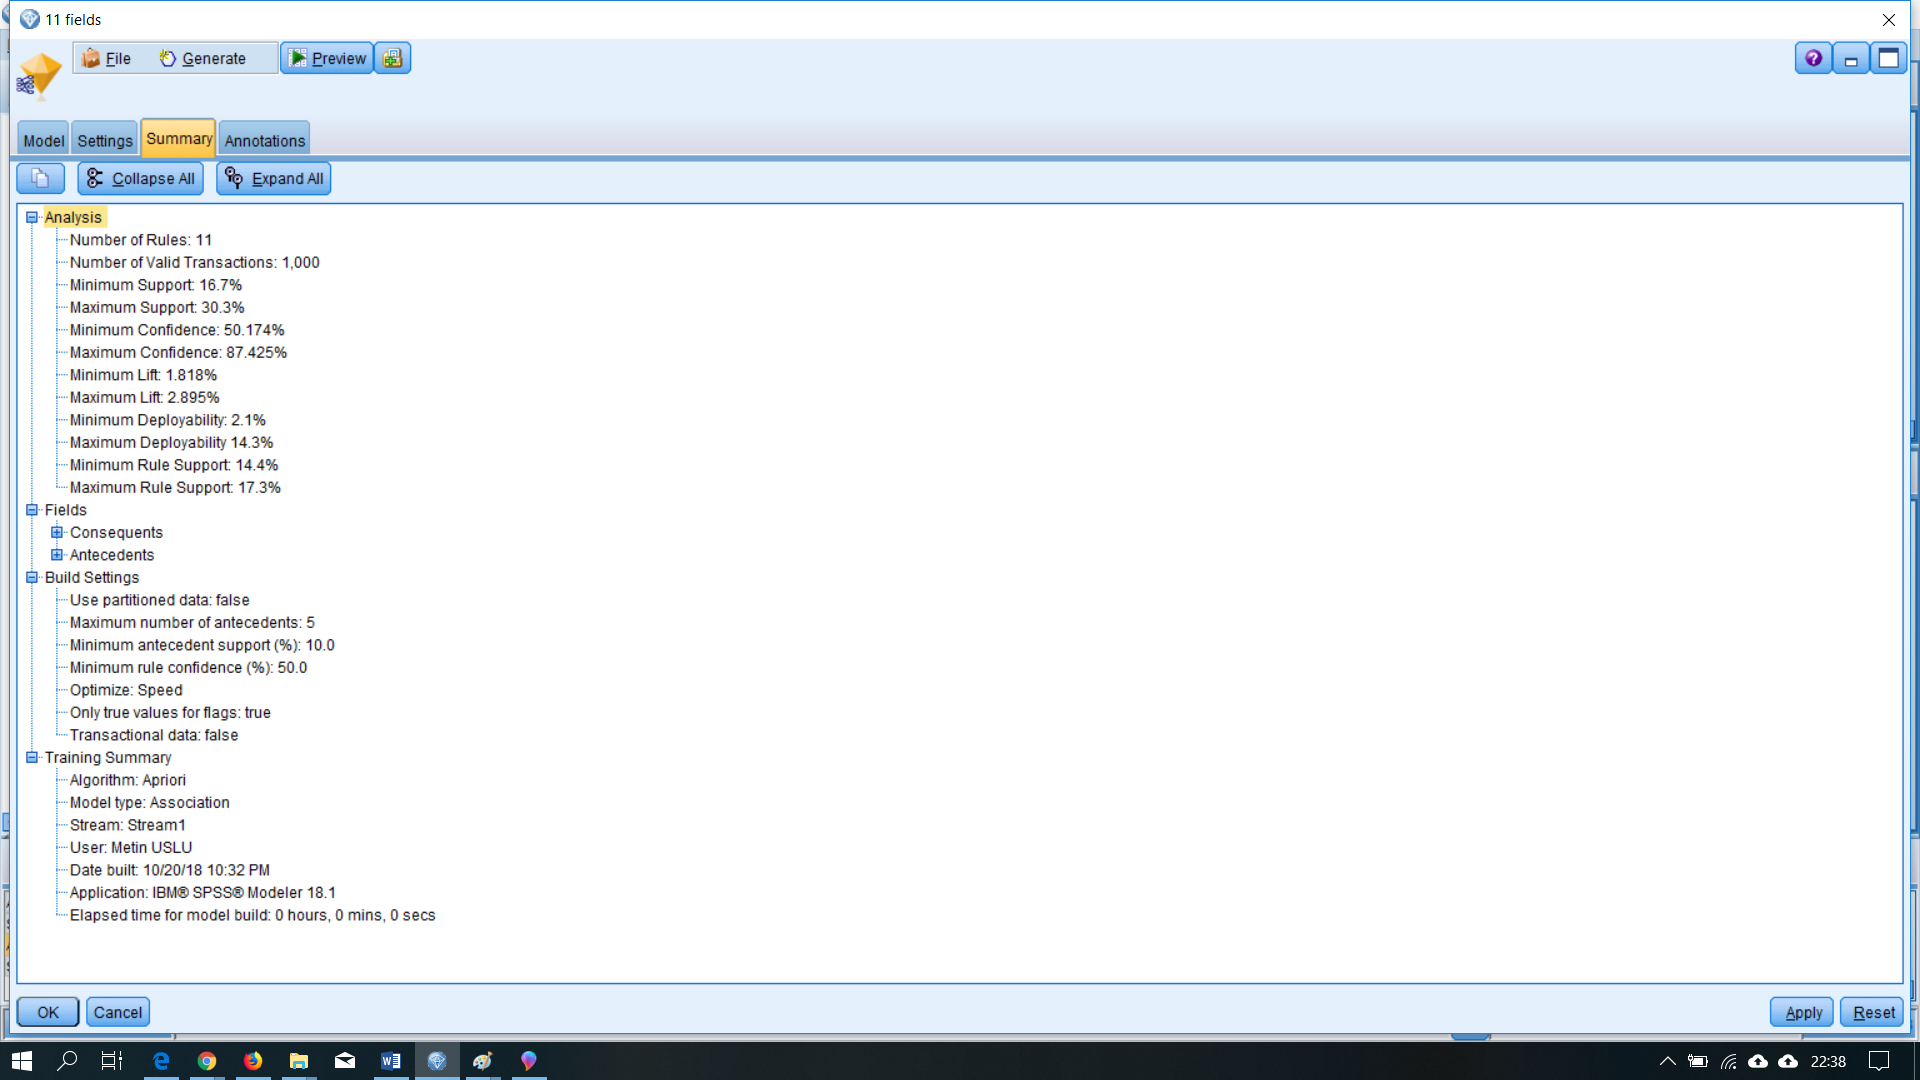 11 fields
File Generate Preview
Model Settings Summary Annotations
Collapse All Expand All
Analysis
Number of Rules: 11
Number of Valid Transactions: 1,000
Minimum Support: 16.7%
Maximum Support: 30.3%
Minimum Confidence: 50.174%
Maximum Confidence: 87.425%
Minimum Lift: 1.818%
Maximum Lift: 2.895%
Minimum Deployability: 2.1%
Maximum Deployability 14.3%
Minimum Rule Support: 14.4%
Maximum Rule Support: 17.3%
Fields
Consequents
Antecedents
Build Settings
Use partitioned data: false
Maximum number of antecedents: 5
Minimum antecedent support (%): 10.0
Minimum rule confidence (%): 50.0
Optimize: Speed
Only true values for flags: true
Transactional data: false
Training Summary
Algorithm: Apriori
Model type: Association
Stream: Stream1
User: Metin USLU
Date built: 10/20/18 10:32 PM
Application: IBM® SPSS® Modeler 18.1
Elapsed time for model build: 0 hours, 0 mins, 0 secs
OK Cancel Apply Reset
22:38